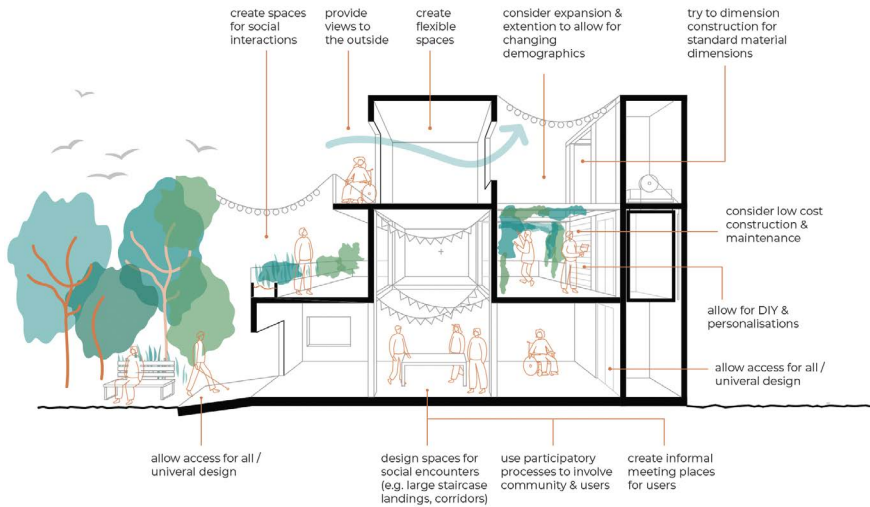 create spaces
for social
interactions
provide
views to
the outside
create
flexible
spaces
consider expansion &
extention to allow for
changing
demographics
try to dimension
construction for
standard material
dimensions
consider low cost
construction &
maintenance
allow for DIY &
personalisations
allow access for all /
univeral design
allow access for all /
univeral design
design spaces for
social encounters
(e.g. large staircase
landings, corridors)
use participatory
processes to involve
community & users
create informal
meeting places
for users